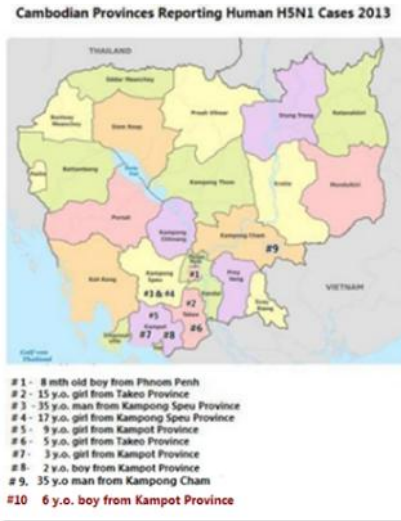 Cambodian Provinces Reporting Human H5N1 Cases 2013
THAILAND
Oddar Meanchey
Banteay Meanchey
Siem Reap
Preah Vihear
Stung Treng
Ratanakiri
Battambang
Kampong Thom
Kratie
Mondulkiri
Pursat
Kampong Chhnang
Kampong Cham
#9
Koh Kong
Kampong Speu
#1
#3 & #4
#2
Takeo
Kandal
Prey Veng
Svay Rieng
VIETNAM
#5
Kampot
#7 #8
#6
Gulf of Thailand
#1 - 8 mth old boy from Phnom Penh
#2 - 15 y.o. girl from Takeo Province
#3 - 35 y.o. man from Kampong Speu Province
#4 - 17 y.o. girl from Kampong Speu Province
#5 - 9 y.o. girl from Kampot Province
#6 - 5 y.o. girl from Takeo Province
#7 - 3 y.o. girl from Kampot Province
#8- 2 y.o. boy from Kampot Province
#9. 35 y.o man from Kampong Cham
#10 6 y.o. boy from Kampot Province